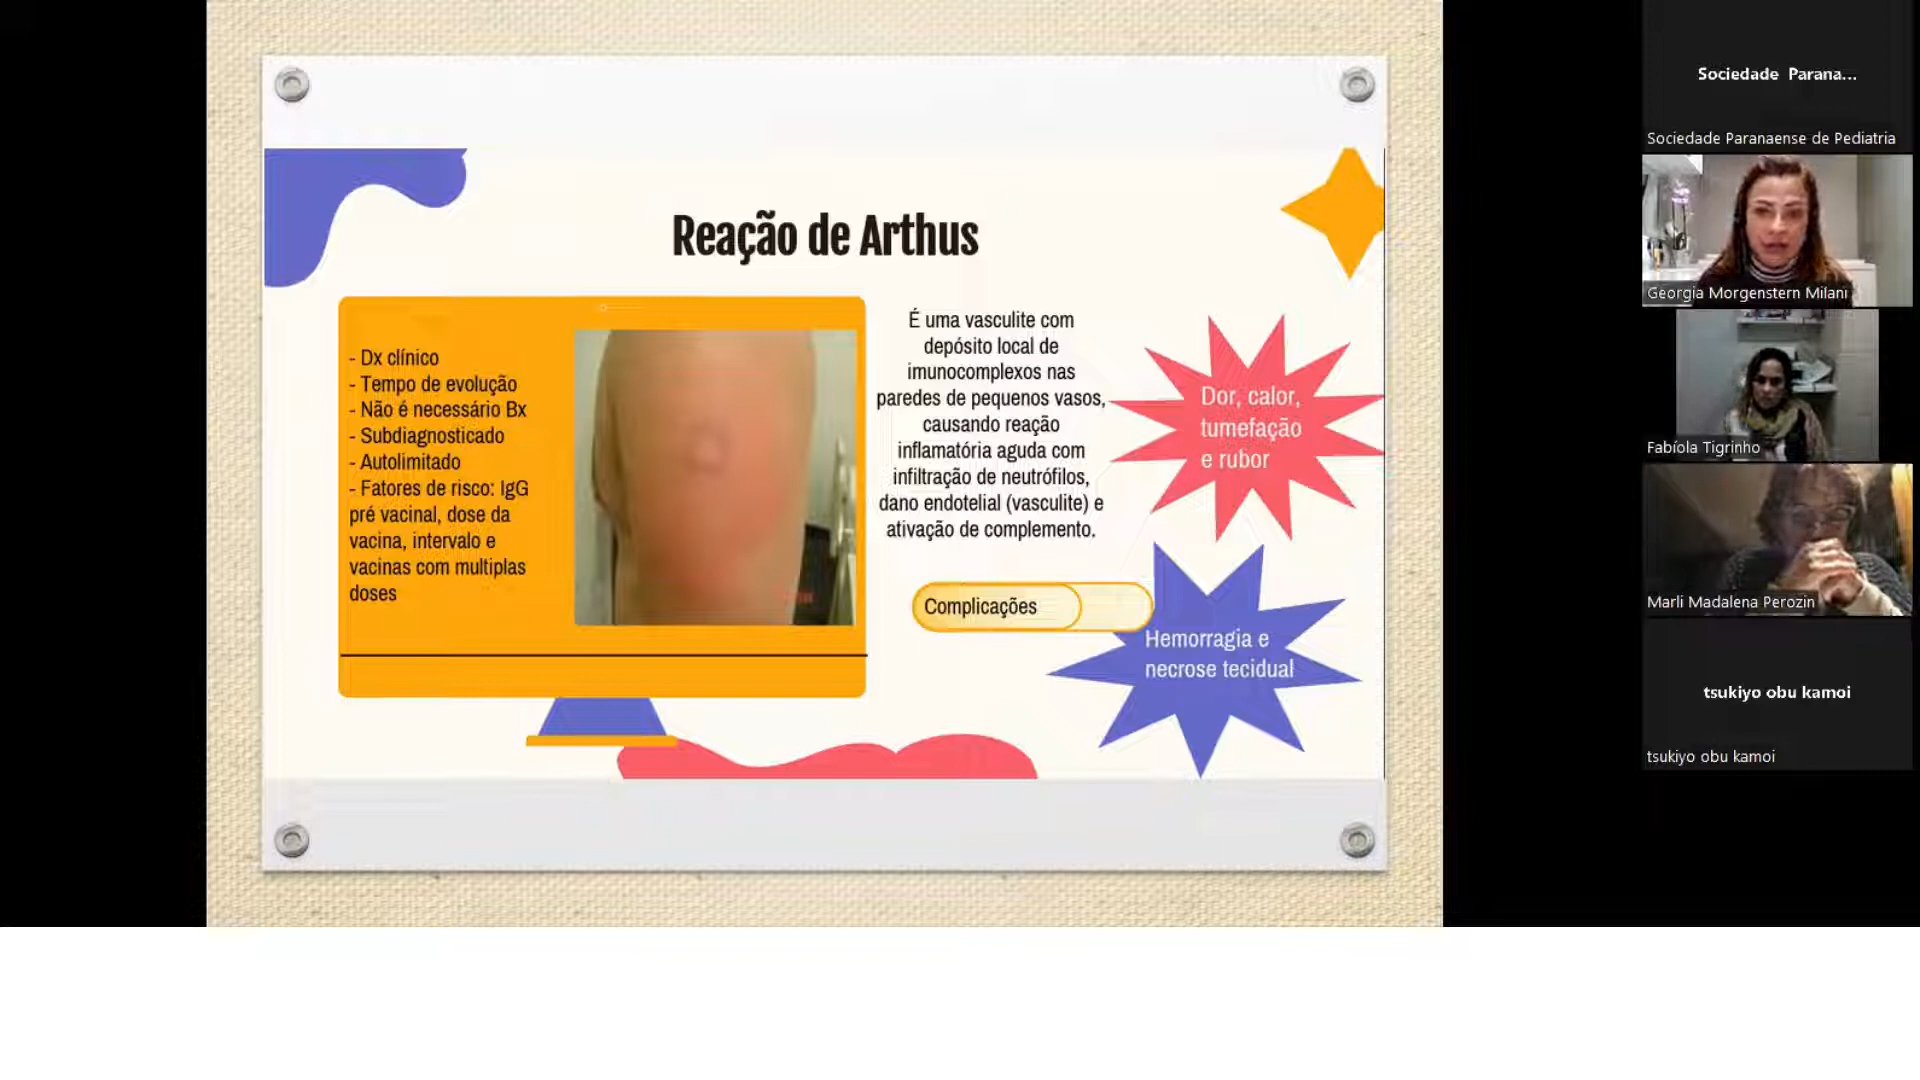 Reação de Arthus
- Dx clínico
- Tempo de evolução
- Não é necessário Bx
- Subdiagnosticado
- Autolimitado
- Fatores de risco: IgG
pré vacinal, dose da
vacina, intervalo e
vacinas com multiplas
doses
É uma vasculite com
depósito local de
imunocomplexos nas
paredes de pequenos vasos,
causando reação
inflamatória aguda com
infiltração de neutrófilos,
dano endotelial (vasculite) e
ativação de complemento.
Dor, calor,
tumefação
e rubor
Complicações
Hemorragia e
necrose tecidual
Sociedade Parana...
Sociedade Paranaense de Pediatria
Georgia Morgenstern Milani
Fabíola Tigrinho
Marli Madalena Perozin
tsukiyo obu kamoi
tsukiyo obu kamoi